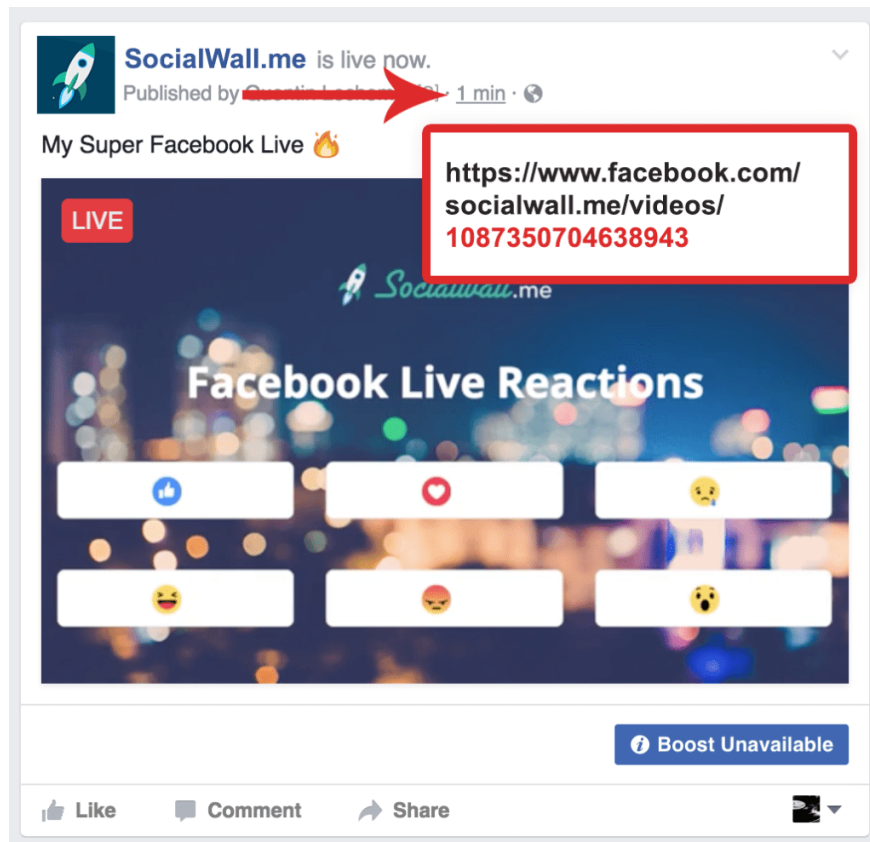 SocialWall.me is live now.
Published by · 1 min ·
My Super Facebook Live 🔥
https://www.facebook.com/
socialwall.me/videos/
1087350704638943
LIVE
Socialwall.me
Facebook Live Reactions
Boost Unavailable
Like Comment Share